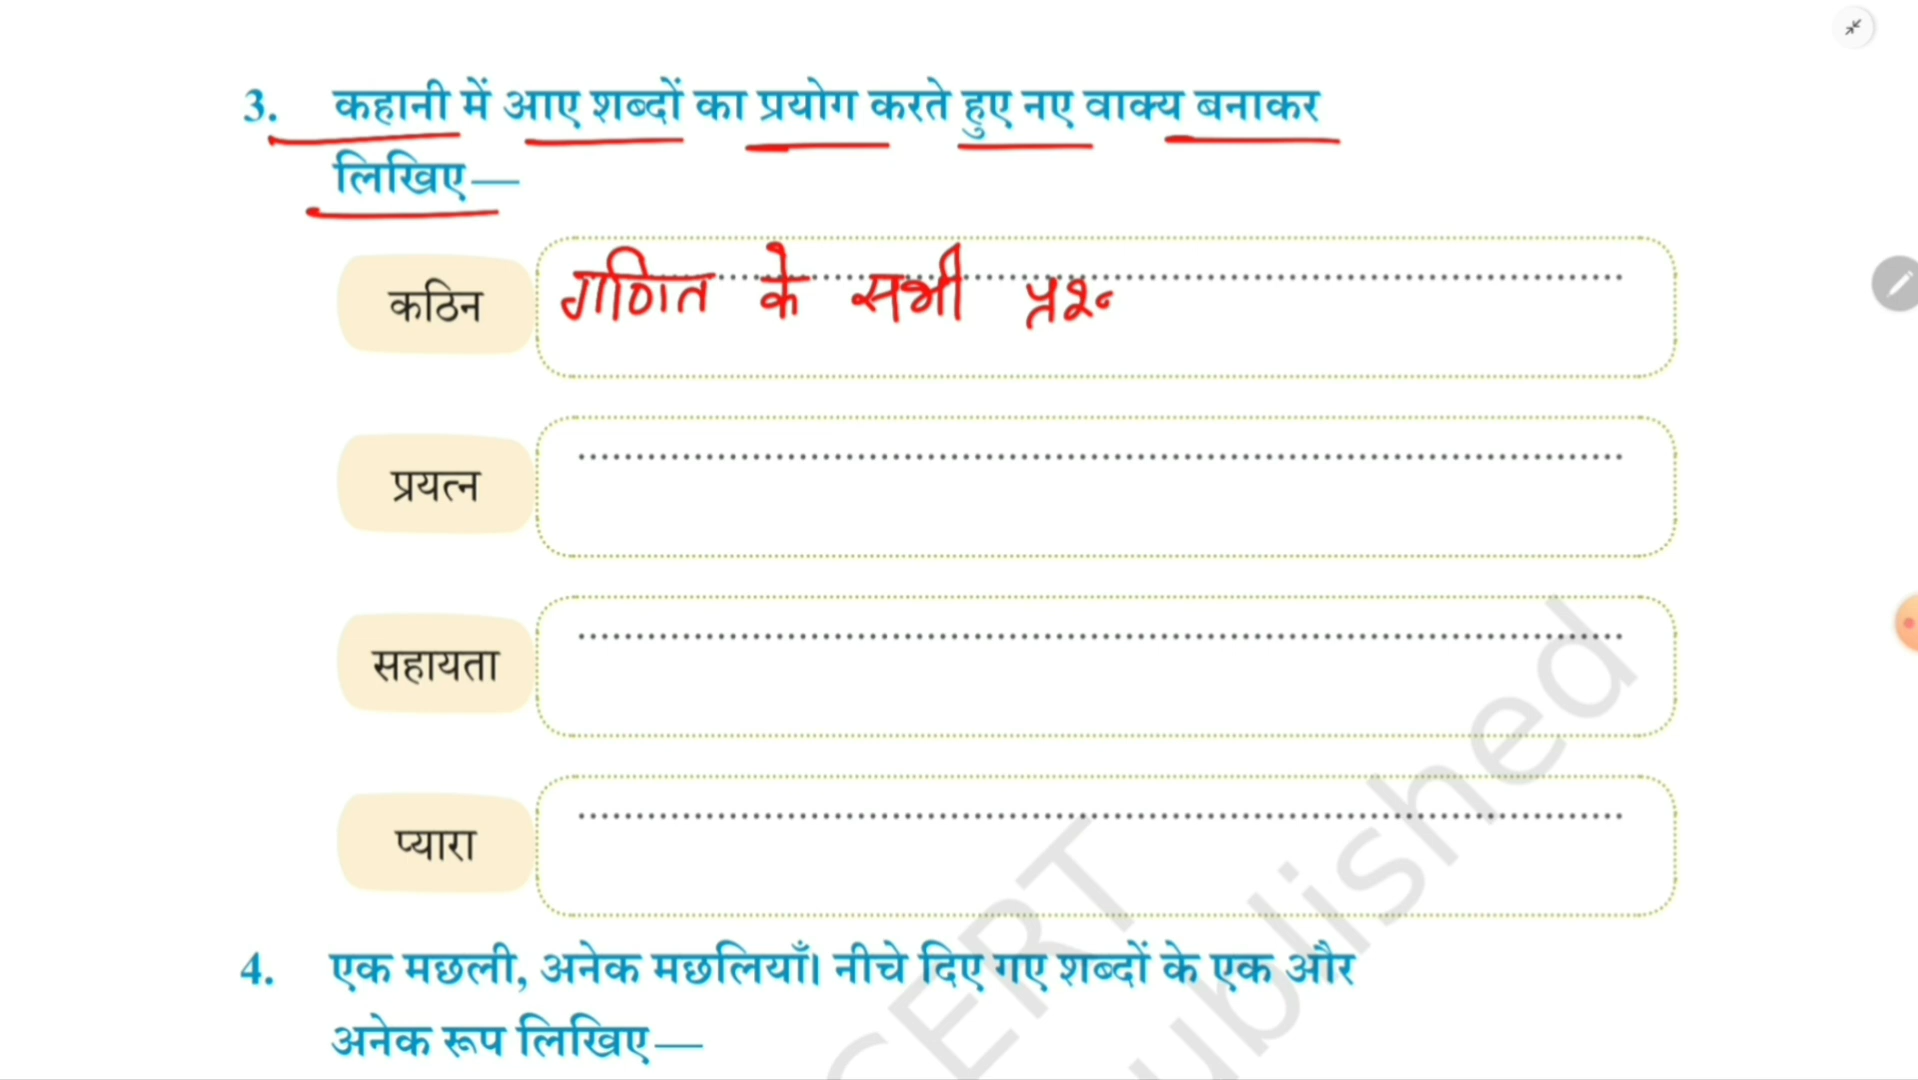 3. कहानी में आए शब्दों का प्रयोग करते हुए नए वाक्य बनाकर
लिखिए—
कठिन गणित के सभी प्रश्न
प्रयत्न
सहायता
प्यारा
4. एक मछली, अनेक मछलियाँ। नीचे दिए गए शब्दों के एक और
अनेक रूप लिखिए—